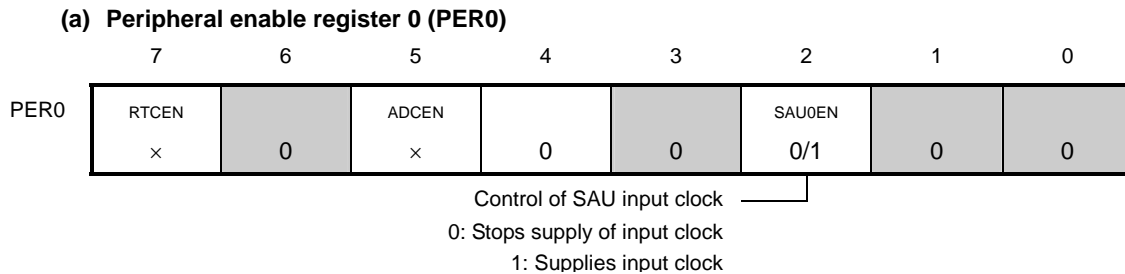 (a) Peripheral enable register 0 (PER0)
7 6 5 4 3 2 1 0
PER0 RTCEN ADCEN SAU0EN
× 0 × 0 0 0/1 0 0
Control of SAU input clock
0: Stops supply of input clock
1: Supplies input clock